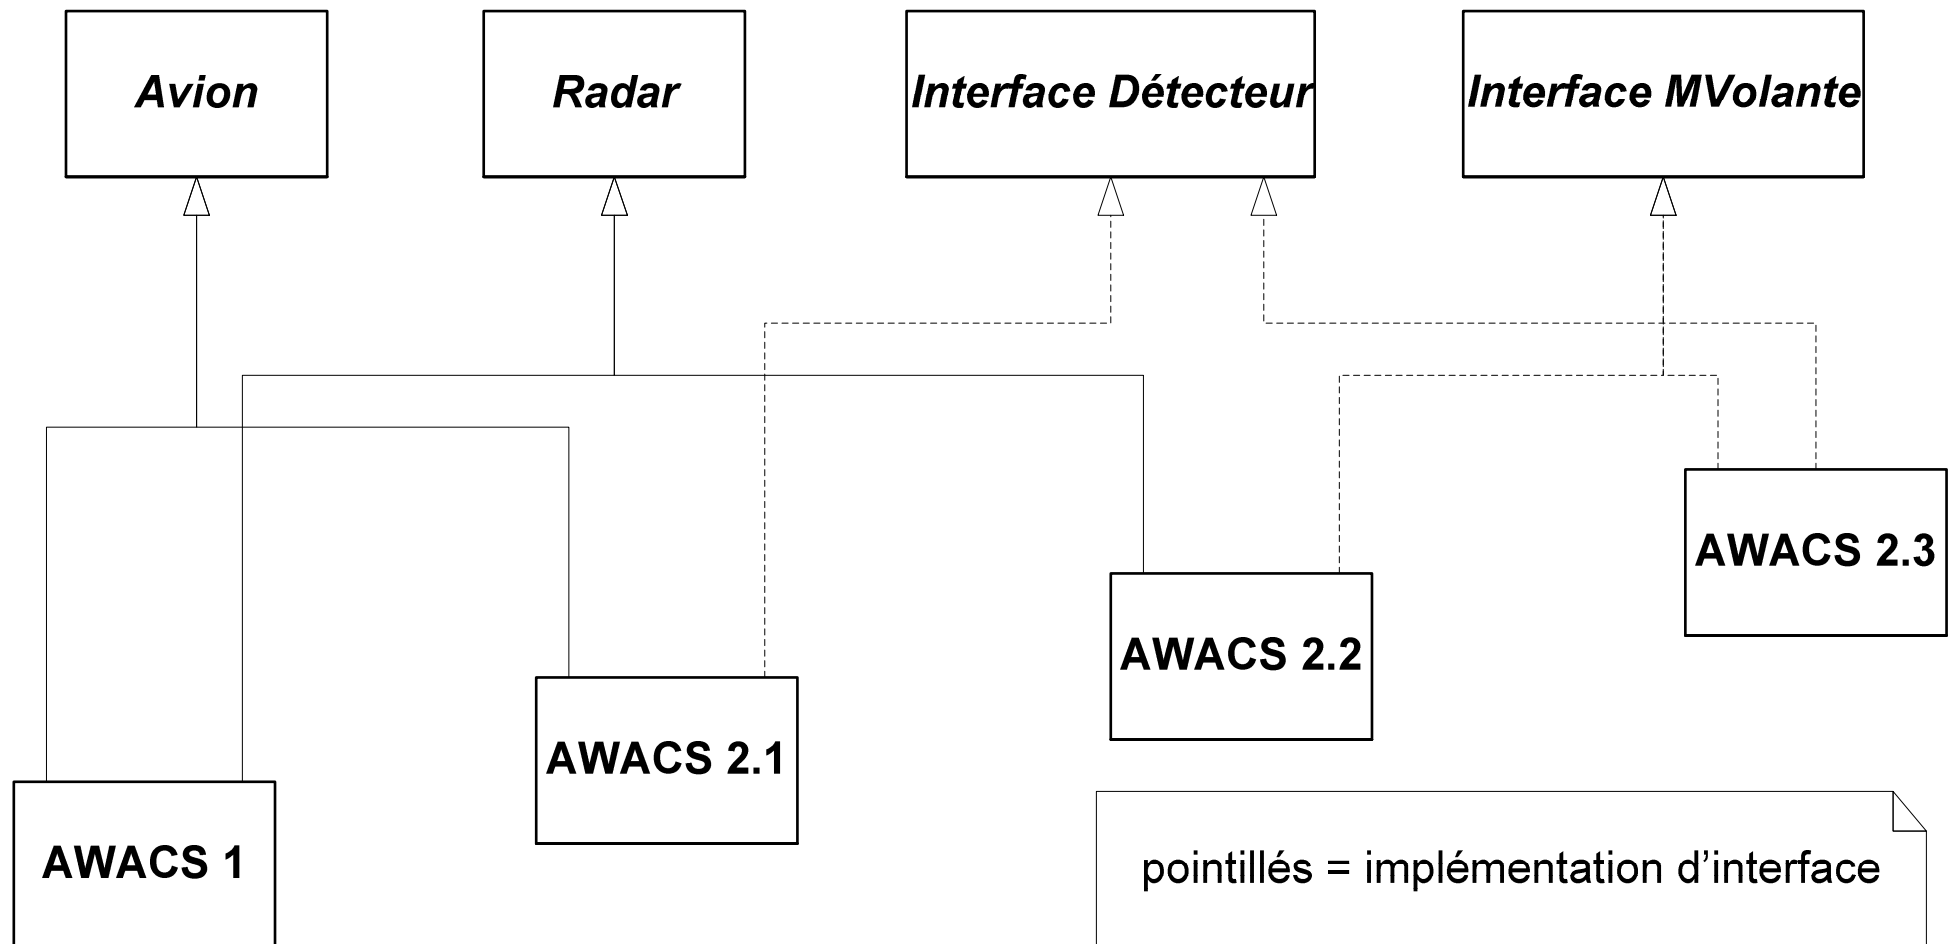 Avion
Radar
Interface Détecteur
Interface MVolante
AWACS 2.3
AWACS 2.2
AWACS 2.1
AWACS 1
pointillés = implémentation d’interface